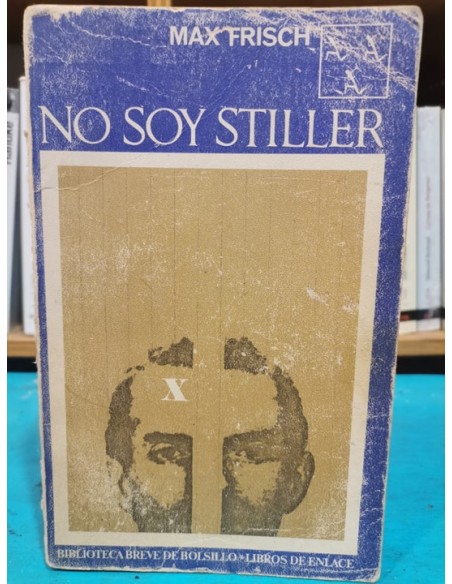 MAX FRISCH
A A
A
NO SOY STILLER
X
BIBLIOTECA BREVE DE BOLSILLO · LIBROS DE ENLACE